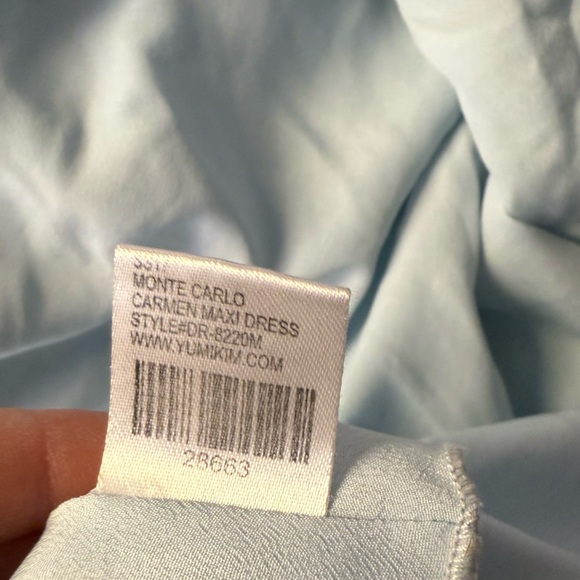 MONTE CARLO
CARMEN MAXI DRESS
STYLE#DR-8220M
WWW.YUMIKIM.COM
28663